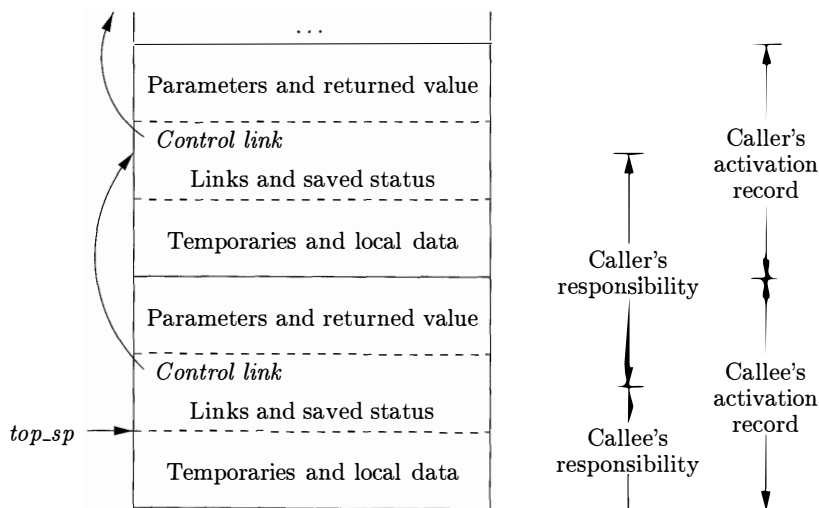 ...
Parameters and returned value
Control link
Links and saved status
Temporaries and local data
Parameters and returned value
Control link
Links and saved status
top_sp
Temporaries and local data
Caller's
responsibility
Callee's
responsibility
Caller's
activation
record
Callee's
activation
record